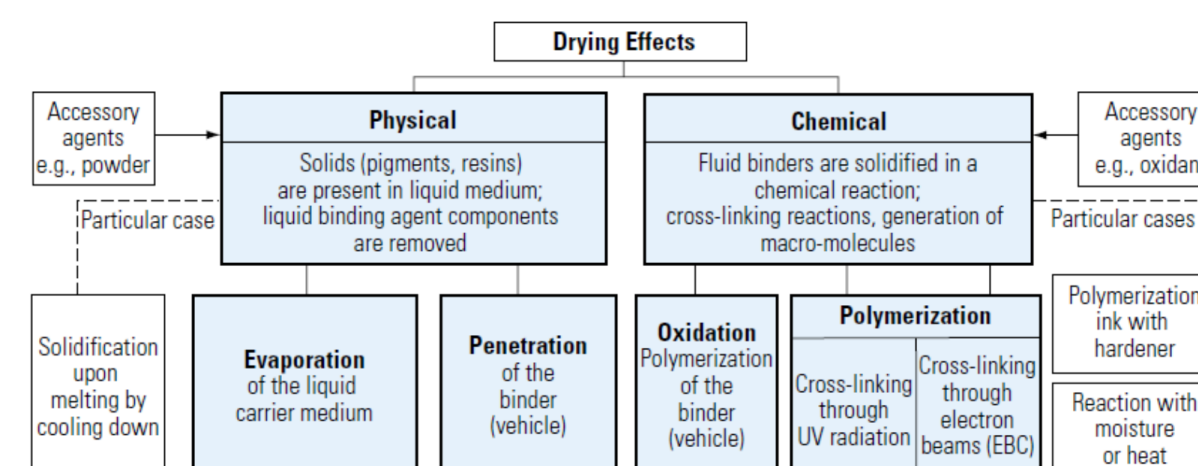 Drying Effects
Accessory
agents
e.g., powder
Physical
Solids (pigments, resins)
are present in liquid medium;
liquid binding agent components
are removed
Chemical
Fluid binders are solidified in a
chemical reaction;
cross-linking reactions, generation of
macro-molecules
Accessory
agents
e.g., oxidan
Particular case
Particular cases
Solidification
upon
melting by
cooling down
Evaporation
of the liquid
carrier medium
Penetration
of the
binder
(vehicle)
Oxidation
Polymerization
of the
binder
(vehicle)
Polymerization
Cross-linking
through
UV radiation
Cross-linking
through
electron
beams (EBC)
Polymerization
ink with
hardener
Reaction with
moisture
or heat